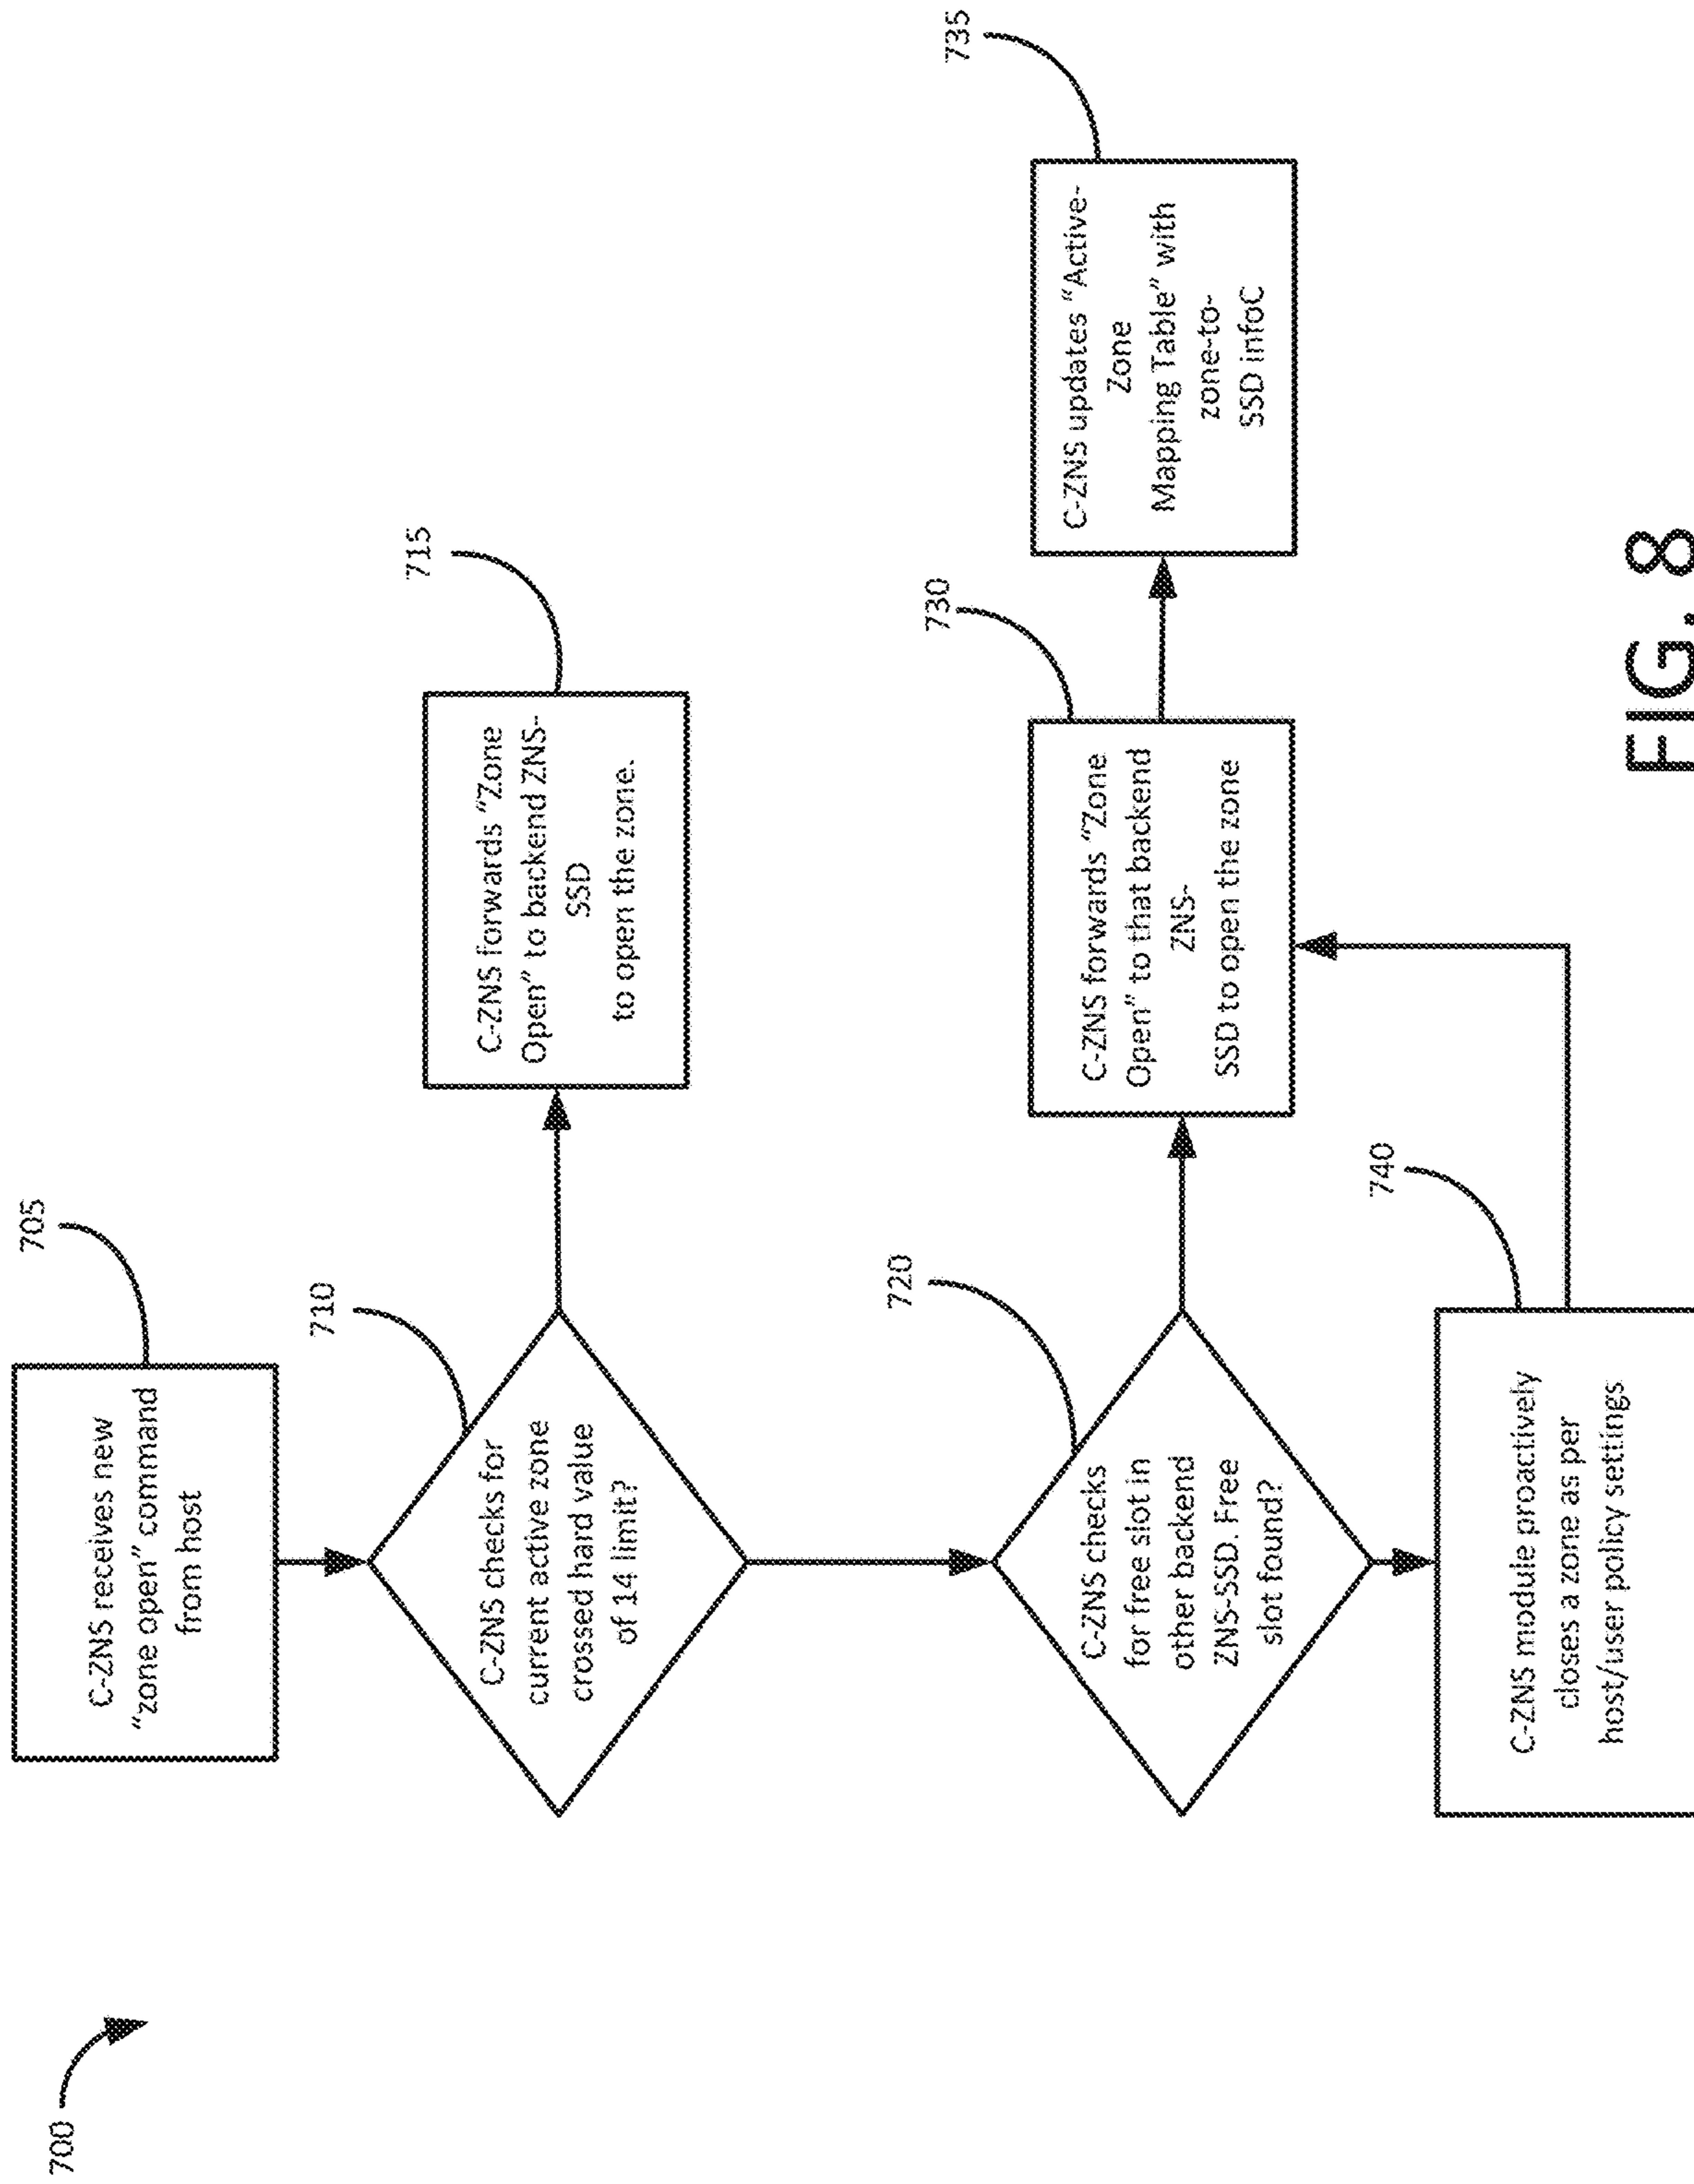 700
705
C-ZNS receives new
“zone open” command
from host
710
C-ZNS checks for
current active zone
crossed hard value
of 14 limit?
715
C-ZNS forwards “Zone
Open” to backend ZNS-
SSD
to open the zone.
720
C-ZNS checks
for free slot in
other backend
ZNS-SSD. Free
slot found?
730
C-ZNS forwards “Zone
Open” to that backend
ZNS-
SSD to open the zone
735
C-ZNS updates “Active-
Zone
Mapping Table” with
zone-to-
SSD infoC
740
C-ZNS module proactively
closes a zone as per
host/user policy settings
FIG. 8